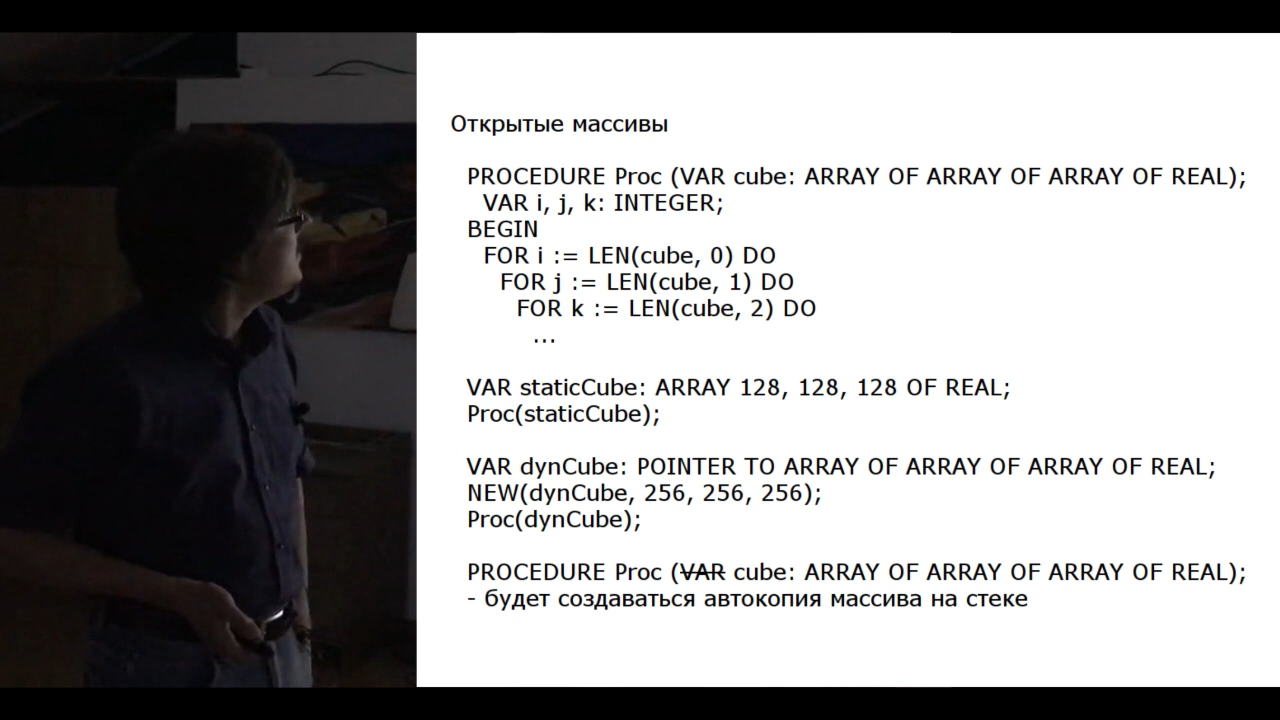 Открытые массивы
PROCEDURE Proc (VAR cube: ARRAY OF ARRAY OF ARRAY OF REAL);
VAR i, j, k: INTEGER;
BEGIN
FOR i := LEN(cube, 0) DO
FOR j := LEN(cube, 1) DO
FOR k := LEN(cube, 2) DO
...
VAR staticCube: ARRAY 128, 128, 128 OF REAL;
Proc(staticCube);
VAR dynCube: POINTER TO ARRAY OF ARRAY OF ARRAY OF REAL;
NEW(dynCube, 256, 256, 256);
Proc(dynCube);
PROCEDURE Proc (VAR cube: ARRAY OF ARRAY OF ARRAY OF REAL);
- будет создаваться автокопия массива на стеке